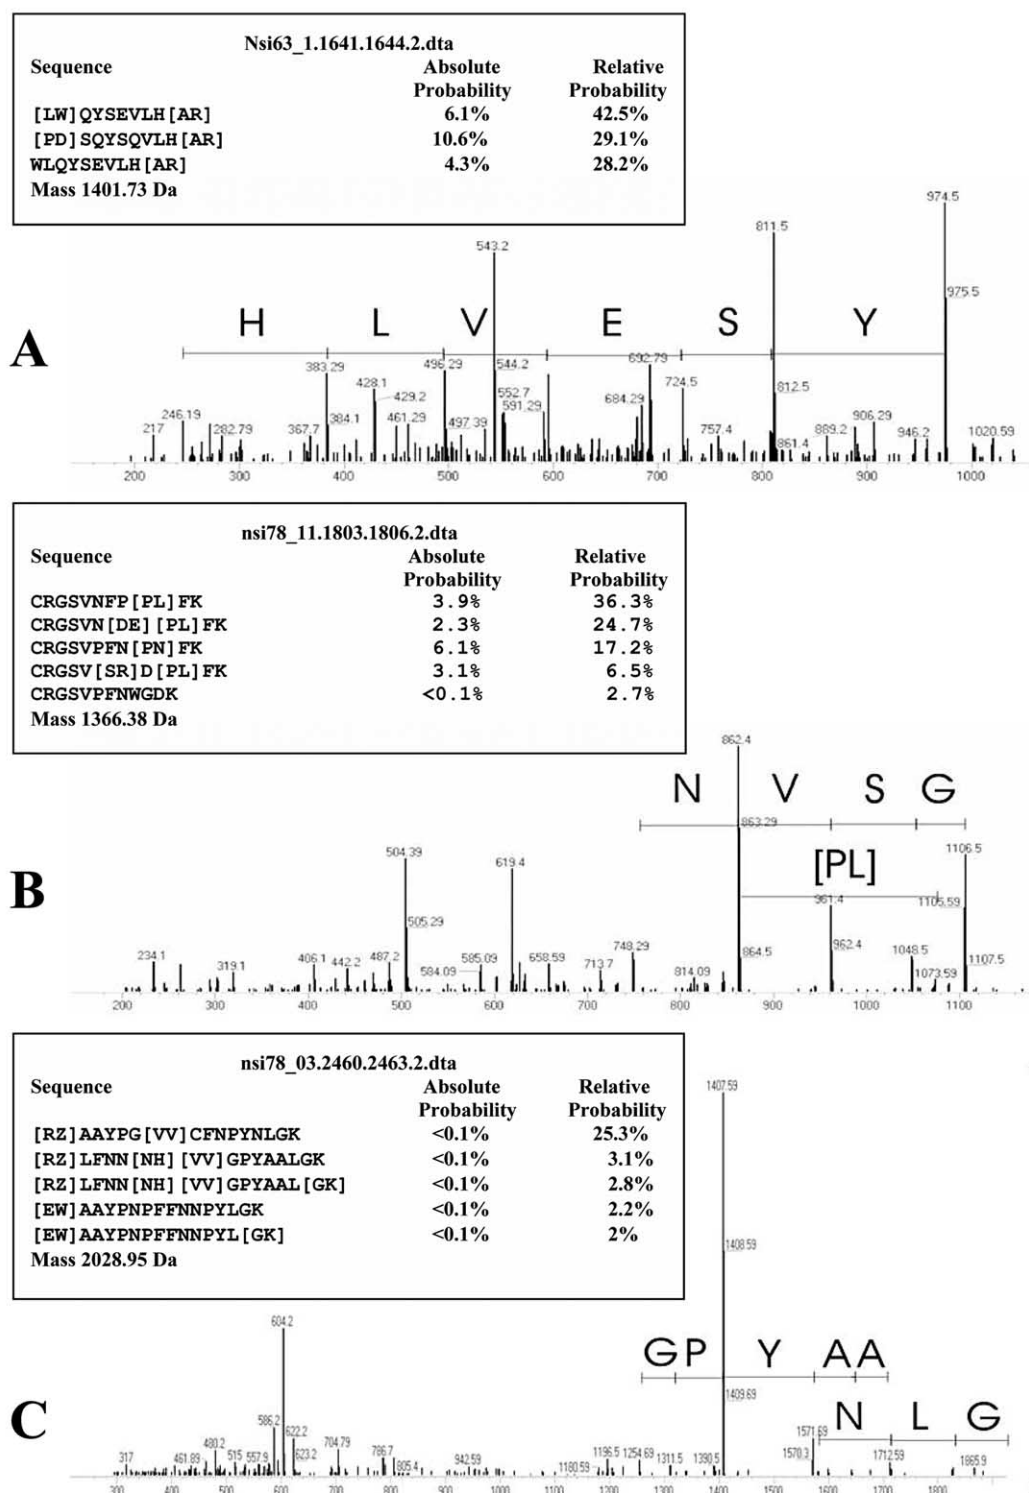 Nsi63_1.1641.1644.2.dta
Sequence Absolute Relative
Probability Probability
[LW]QYSEVLH[AR] 6.1% 42.5%
[PD]SQYSQVLH[AR] 10.6% 29.1%
WLQYSEVLH[AR] 4.3% 28.2%
Mass 1401.73 Da
974.5
811.5
543.2
975.5
H L V E S Y
A
383.29 496.29 544.2 692.79
428.1 724.5 812.5
429.2 552.7
591.29 684.29
246.19 384.1 461.29 906.29
217 282.79 367.7 497.39 757.4 861.4 889.2 946.2 1020.59
200 300 400 500 600 700 800 900 1000
nsi78_11.1803.1806.2.dta
Sequence Absolute Relative
Probability Probability
CRGSVNFP[PL]FK 3.9% 36.3%
CRGSVN[DE][PL]FK 2.3% 24.7%
CRGSVPFN[PN]FK 6.1% 17.2%
CRGSV[SR]D[PL]FK 3.1% 6.5%
CRGSVPFNWGDK <0.1% 2.7%
Mass 1366.38 Da
862.4
N V S G
863.29
504.39 619.4 [PL] 1106.5
B
961.4 1105.59
505.29
234.1 319.1 406.1 442.2 487.2 584.09 585.09 658.59 713.7 748.29 814.09 864.5 962.4 1048.5 1073.59 1107.5
200 300 400 500 600 700 800 900 1000 1100
nsi78_03.2460.2463.2.dta
Sequence Absolute Relative
Probability Probability
[RZ]AAYPG[VV]CFNPYNLGK <0.1% 25.3%
[RZ]LFNN[NH][VV]GPYAALGK <0.1% 3.1%
[RZ]LFNN[NH][VV]GPYAAL[GK] <0.1% 2.8%
[EW]AAYPNPFFNNPYLGK <0.1% 2.2%
[EW]AAYPNPFFNNPYL[GK] <0.1% 2%
Mass 2028.95 Da
1407.59
1408.59
604.2
G P Y A A
1409.69
C
N L G
586.2 622.2 1571.69
480.2 704.79 786.7 1196.5 1254.69 1570.3 1712.59
317 461.89 515 557.9 623.2 805.4 942.59 1180.59 1311.5 1390.5 1865.9
300 400 500 600 700 800 900 1000 1100 1200 1300 1400 1500 1600 1700 1800